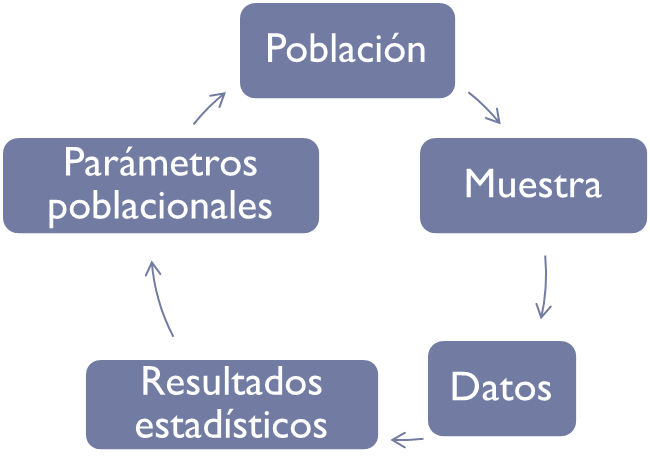 Población
Muestra
Datos
Resultados
estadísticos
Parámetros
poblacionales